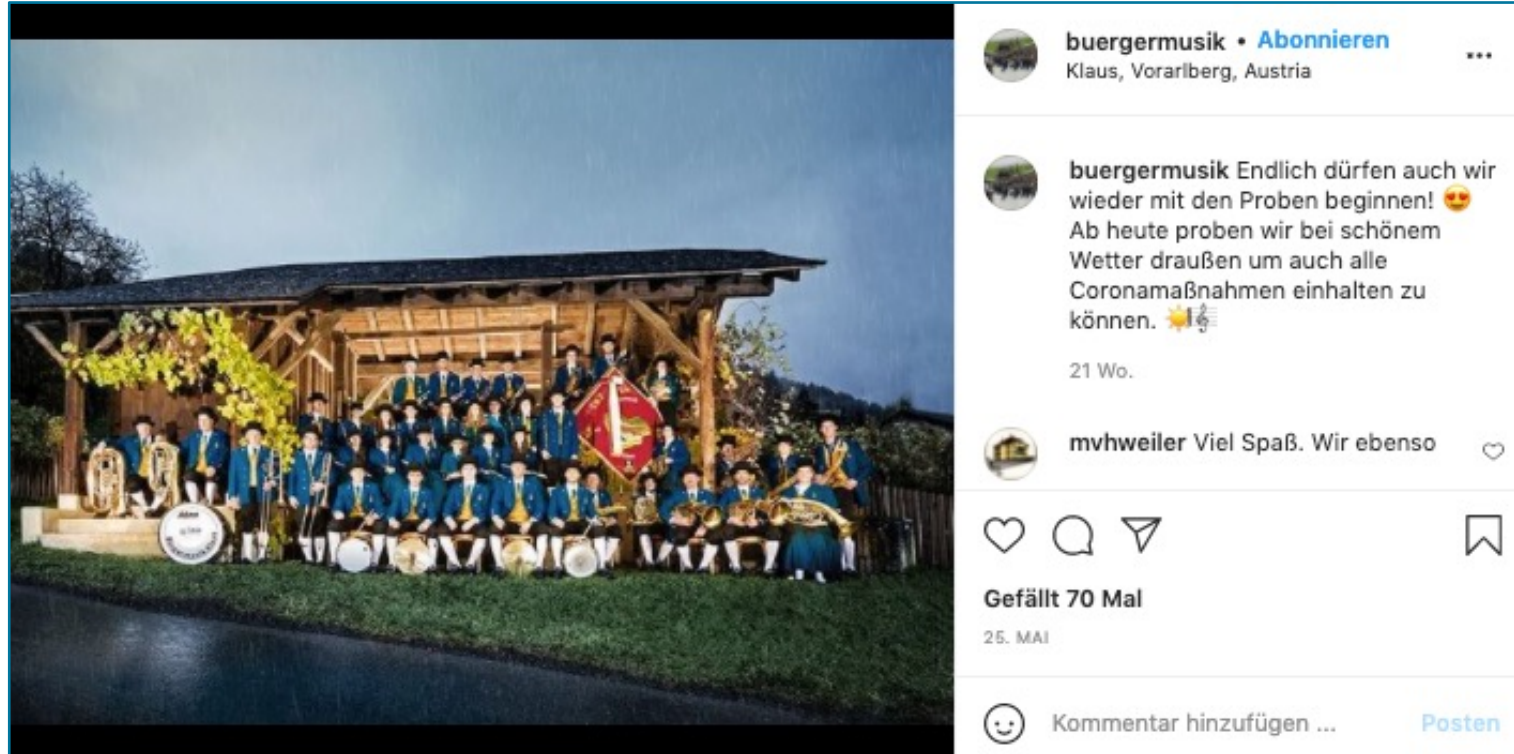 buergermusik • Abonnieren
Klaus, Vorarlberg, Austria
buergermusik Endlich dürfen auch wir
wieder mit den Proben beginnen! 😍
Ab heute proben wir bei schönem
Wetter draußen um auch alle
Coronamaßnahmen einhalten zu
können. ☀️🎼
21 Wo.
mvhweiler Viel Spaß. Wir ebenso
Gefällt 70 Mal
25. MAI
Kommentar hinzufügen ...
Posten